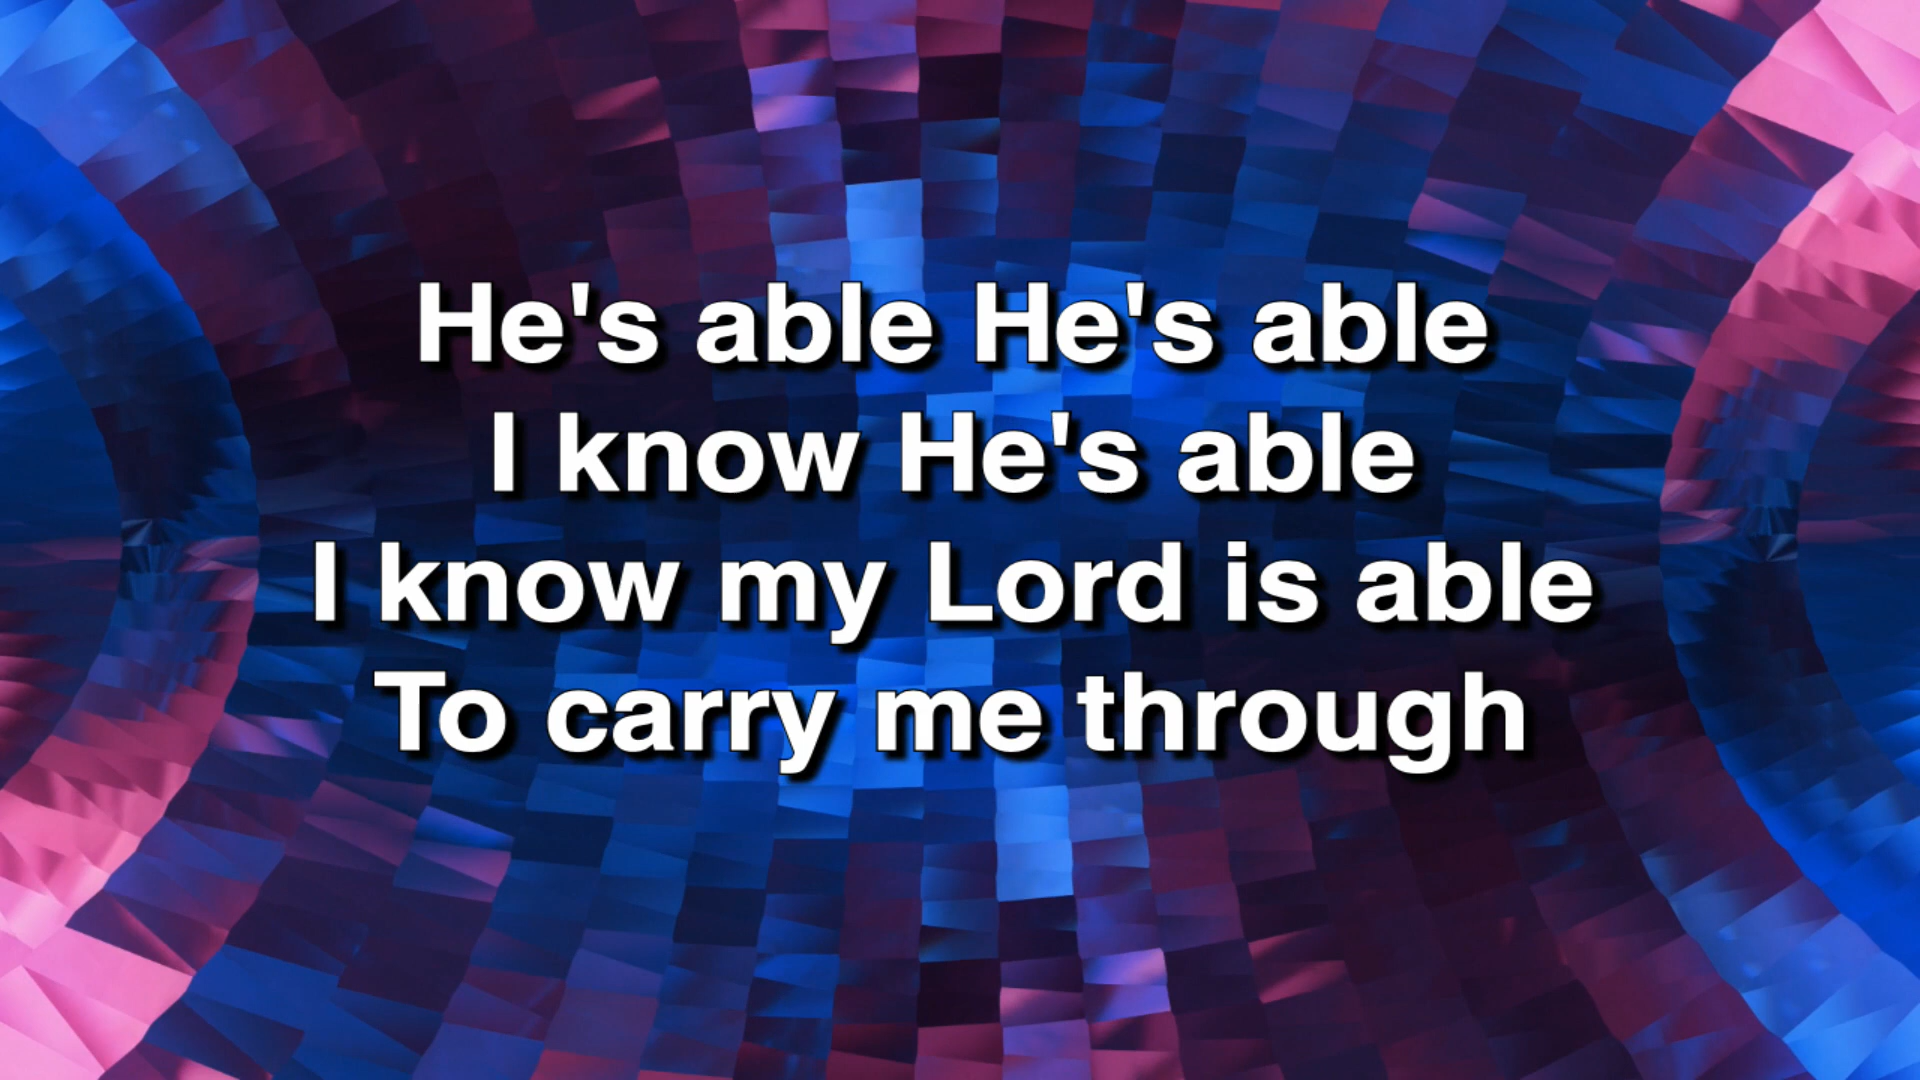 He's able He's able
I know He's able
I know my Lord is able
To carry me through